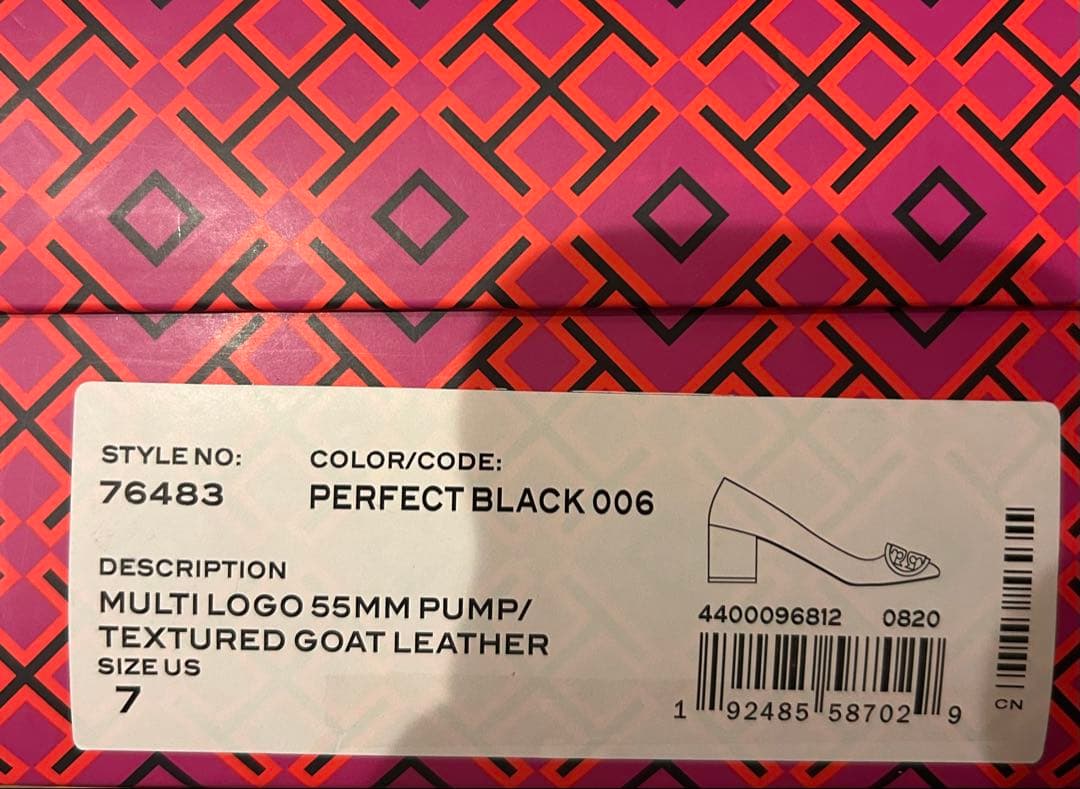 STYLE NO:
76483
COLOR/CODE:
PERFECT BLACK 006
DESCRIPTION
MULTI LOGO 55MM PUMP/
TEXTURED GOAT LEATHER
SIZE US
7
4400096812 0820
1 92485 58702 9
CN